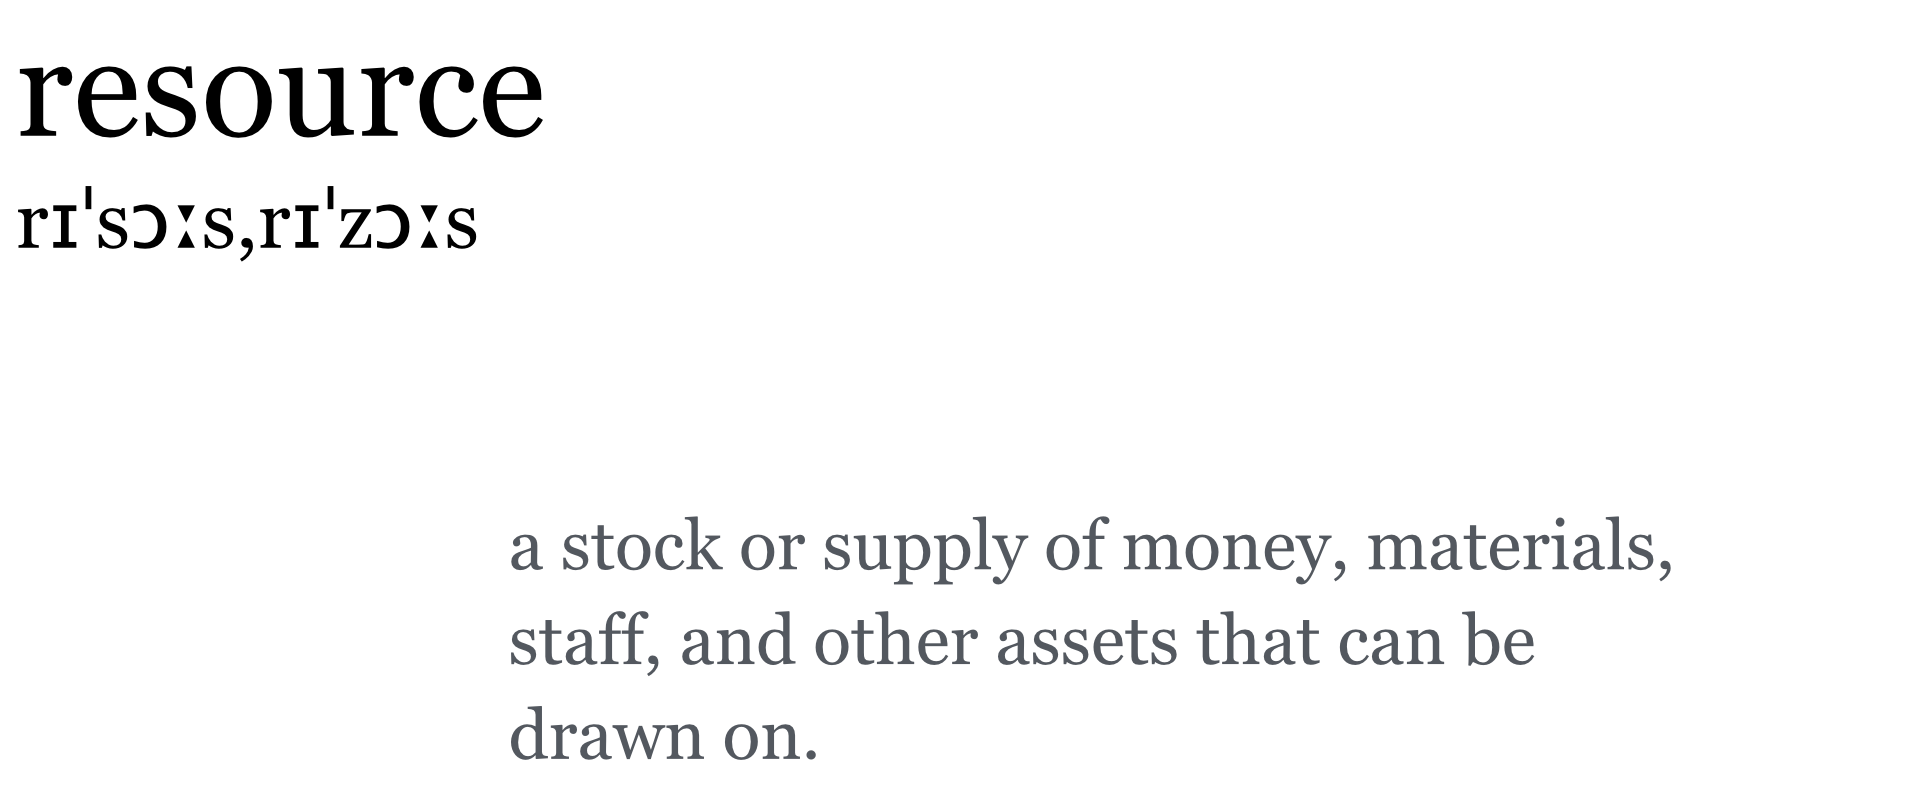 resource
rɪˈsɔːs,rɪˈzɔːs
a stock or supply of money, materials,
staff, and other assets that can be
drawn on.